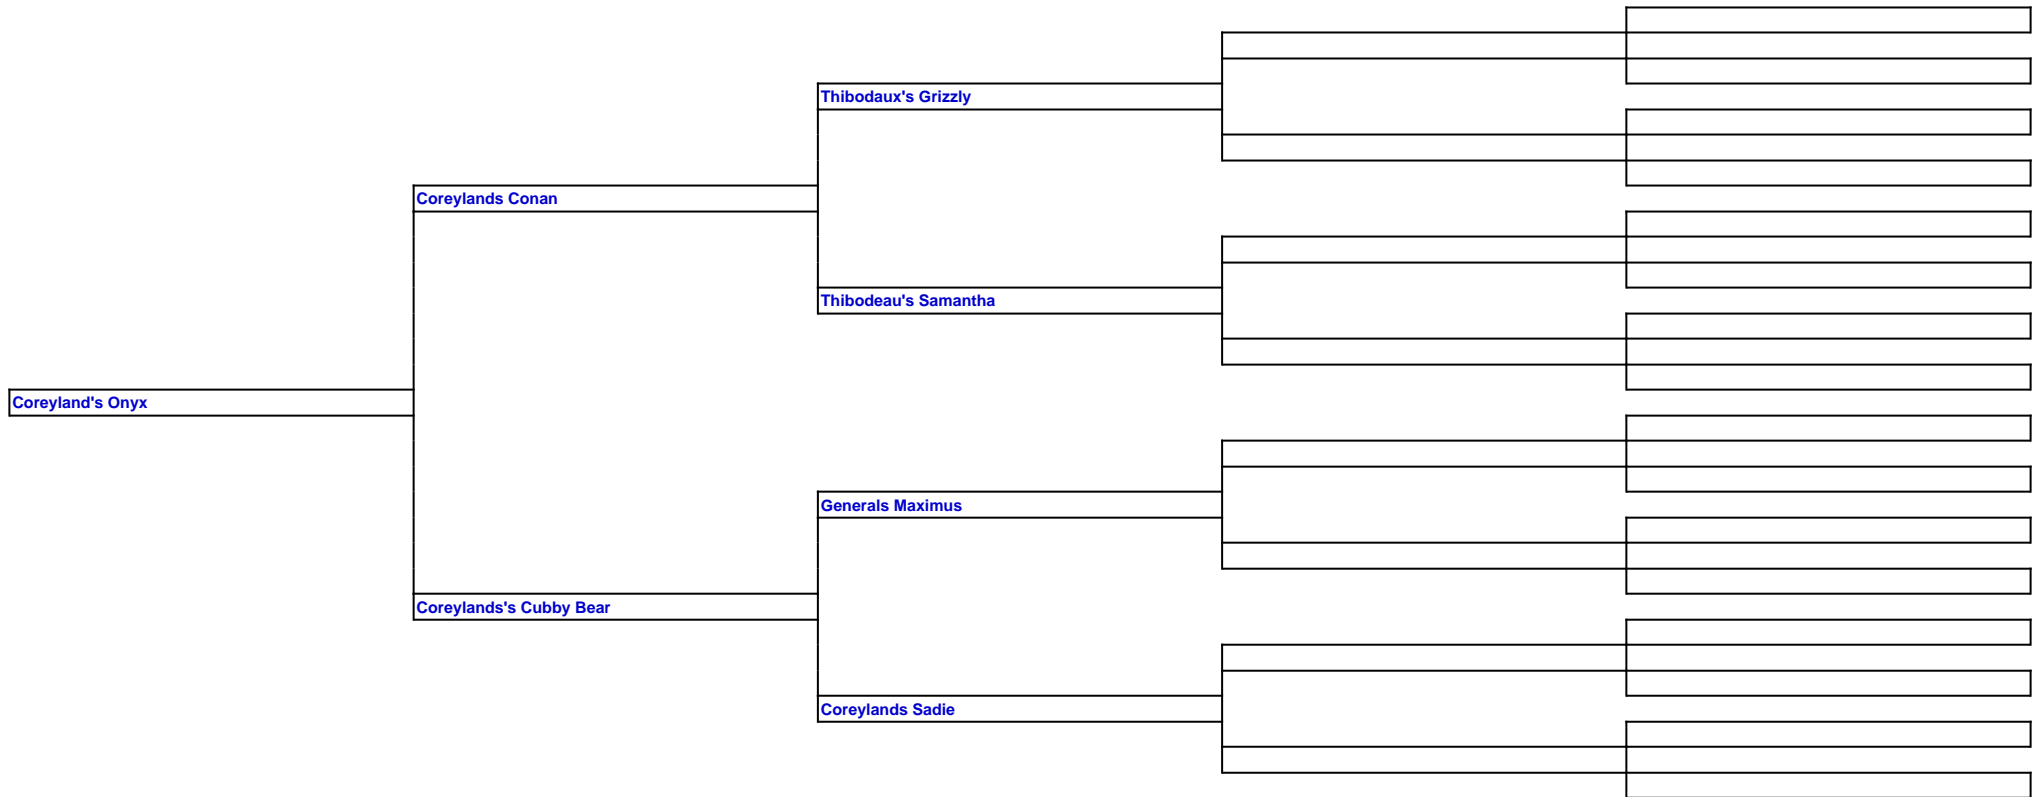 Thibodaux's Grizzly
Coreylands Conan
Thibodeau's Samantha
Coreyland's Onyx
Generals Maximus
Coreylands's Cubby Bear
Coreylands Sadie